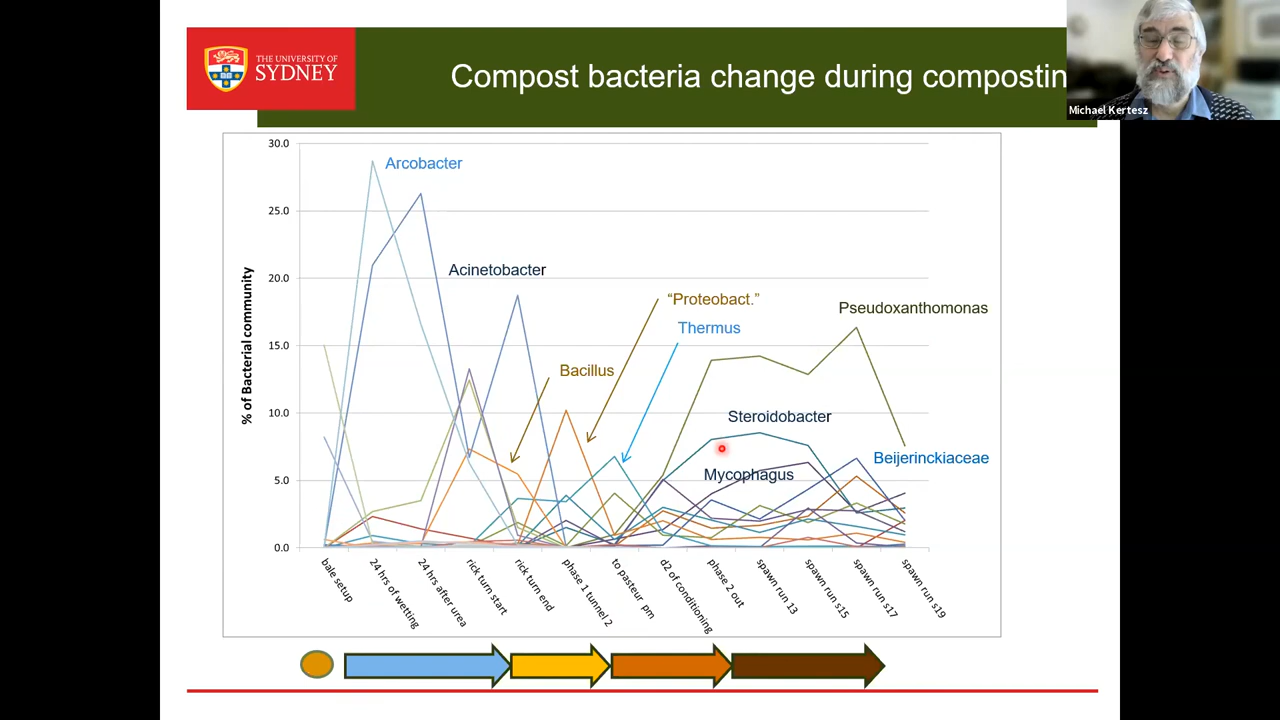 THE UNIVERSITY OF
SYDNEY
Compost bacteria change during compostin
Michael Kertesz
30.0
25.0
20.0
15.0
10.0
5.0
0.0
% of Bacterial community
Arcobacter
Acinetobacter
"Proteobact."
Thermus
Pseudoxanthomonas
Bacillus
Steroidobacter
Beijerinckiaceae
Mycophagus
bale setup
24 hrs of wetting
24 hrs after urea
rick turn start
rick turn end
phase 1 tunnel 2
to pasteur pm
d2 of conditioning
phase 2 out
spawn run 13
spawn run s15
spawn run s17
spawn run s19